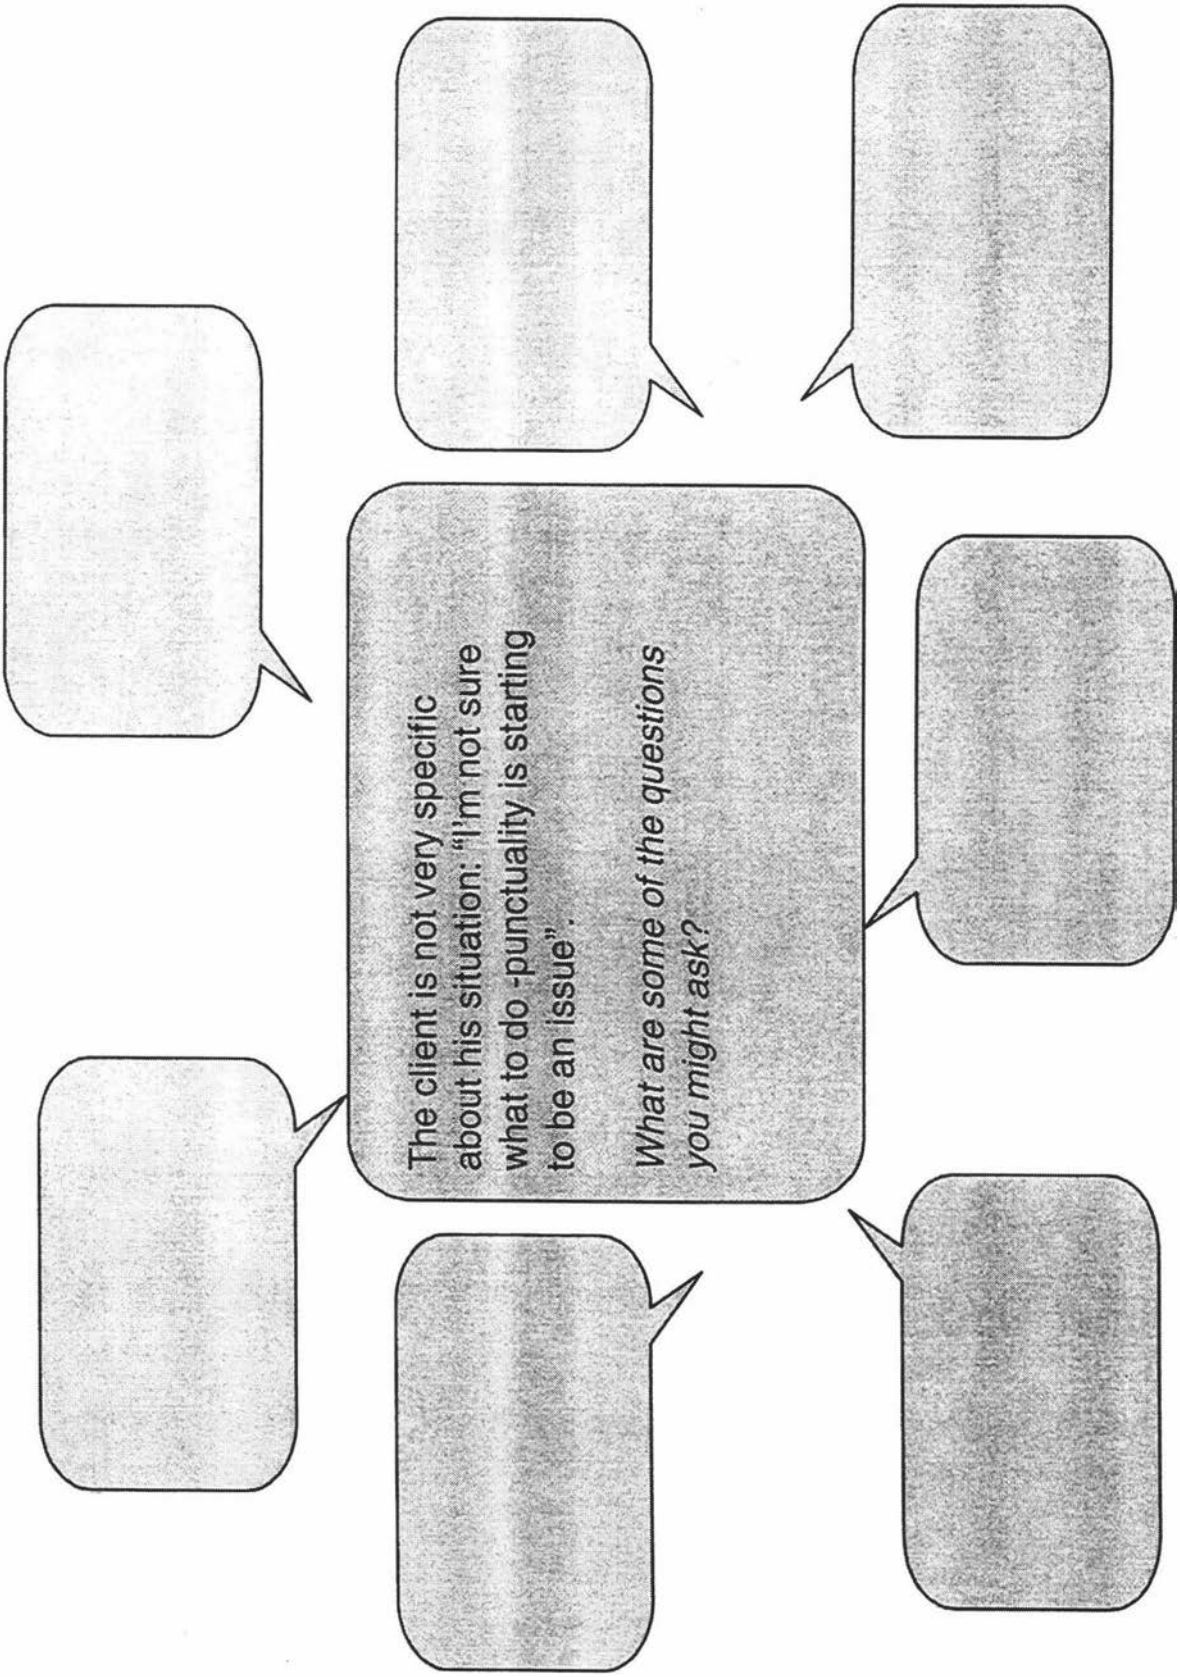 The client is not very specific
about his situation: “I'm not sure
what to do -punctuality is starting
to be an issue”.
What are some of the questions
you might ask?